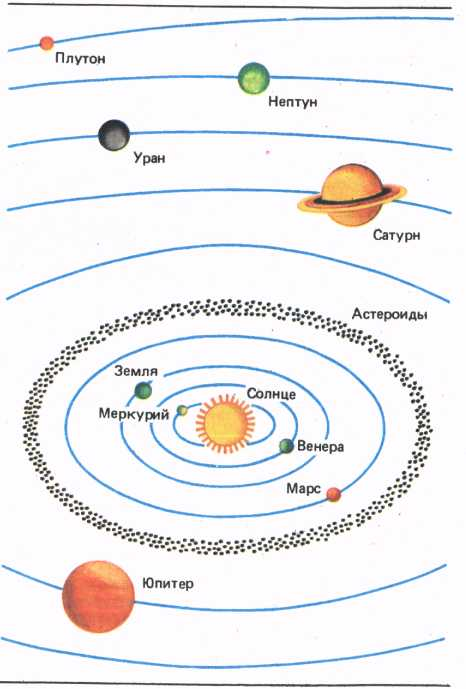 Плутон
Нептун
Уран
Сатурн
Астероиды
Земля
Солнце
Меркурий
Венера
Марс
Юпитер